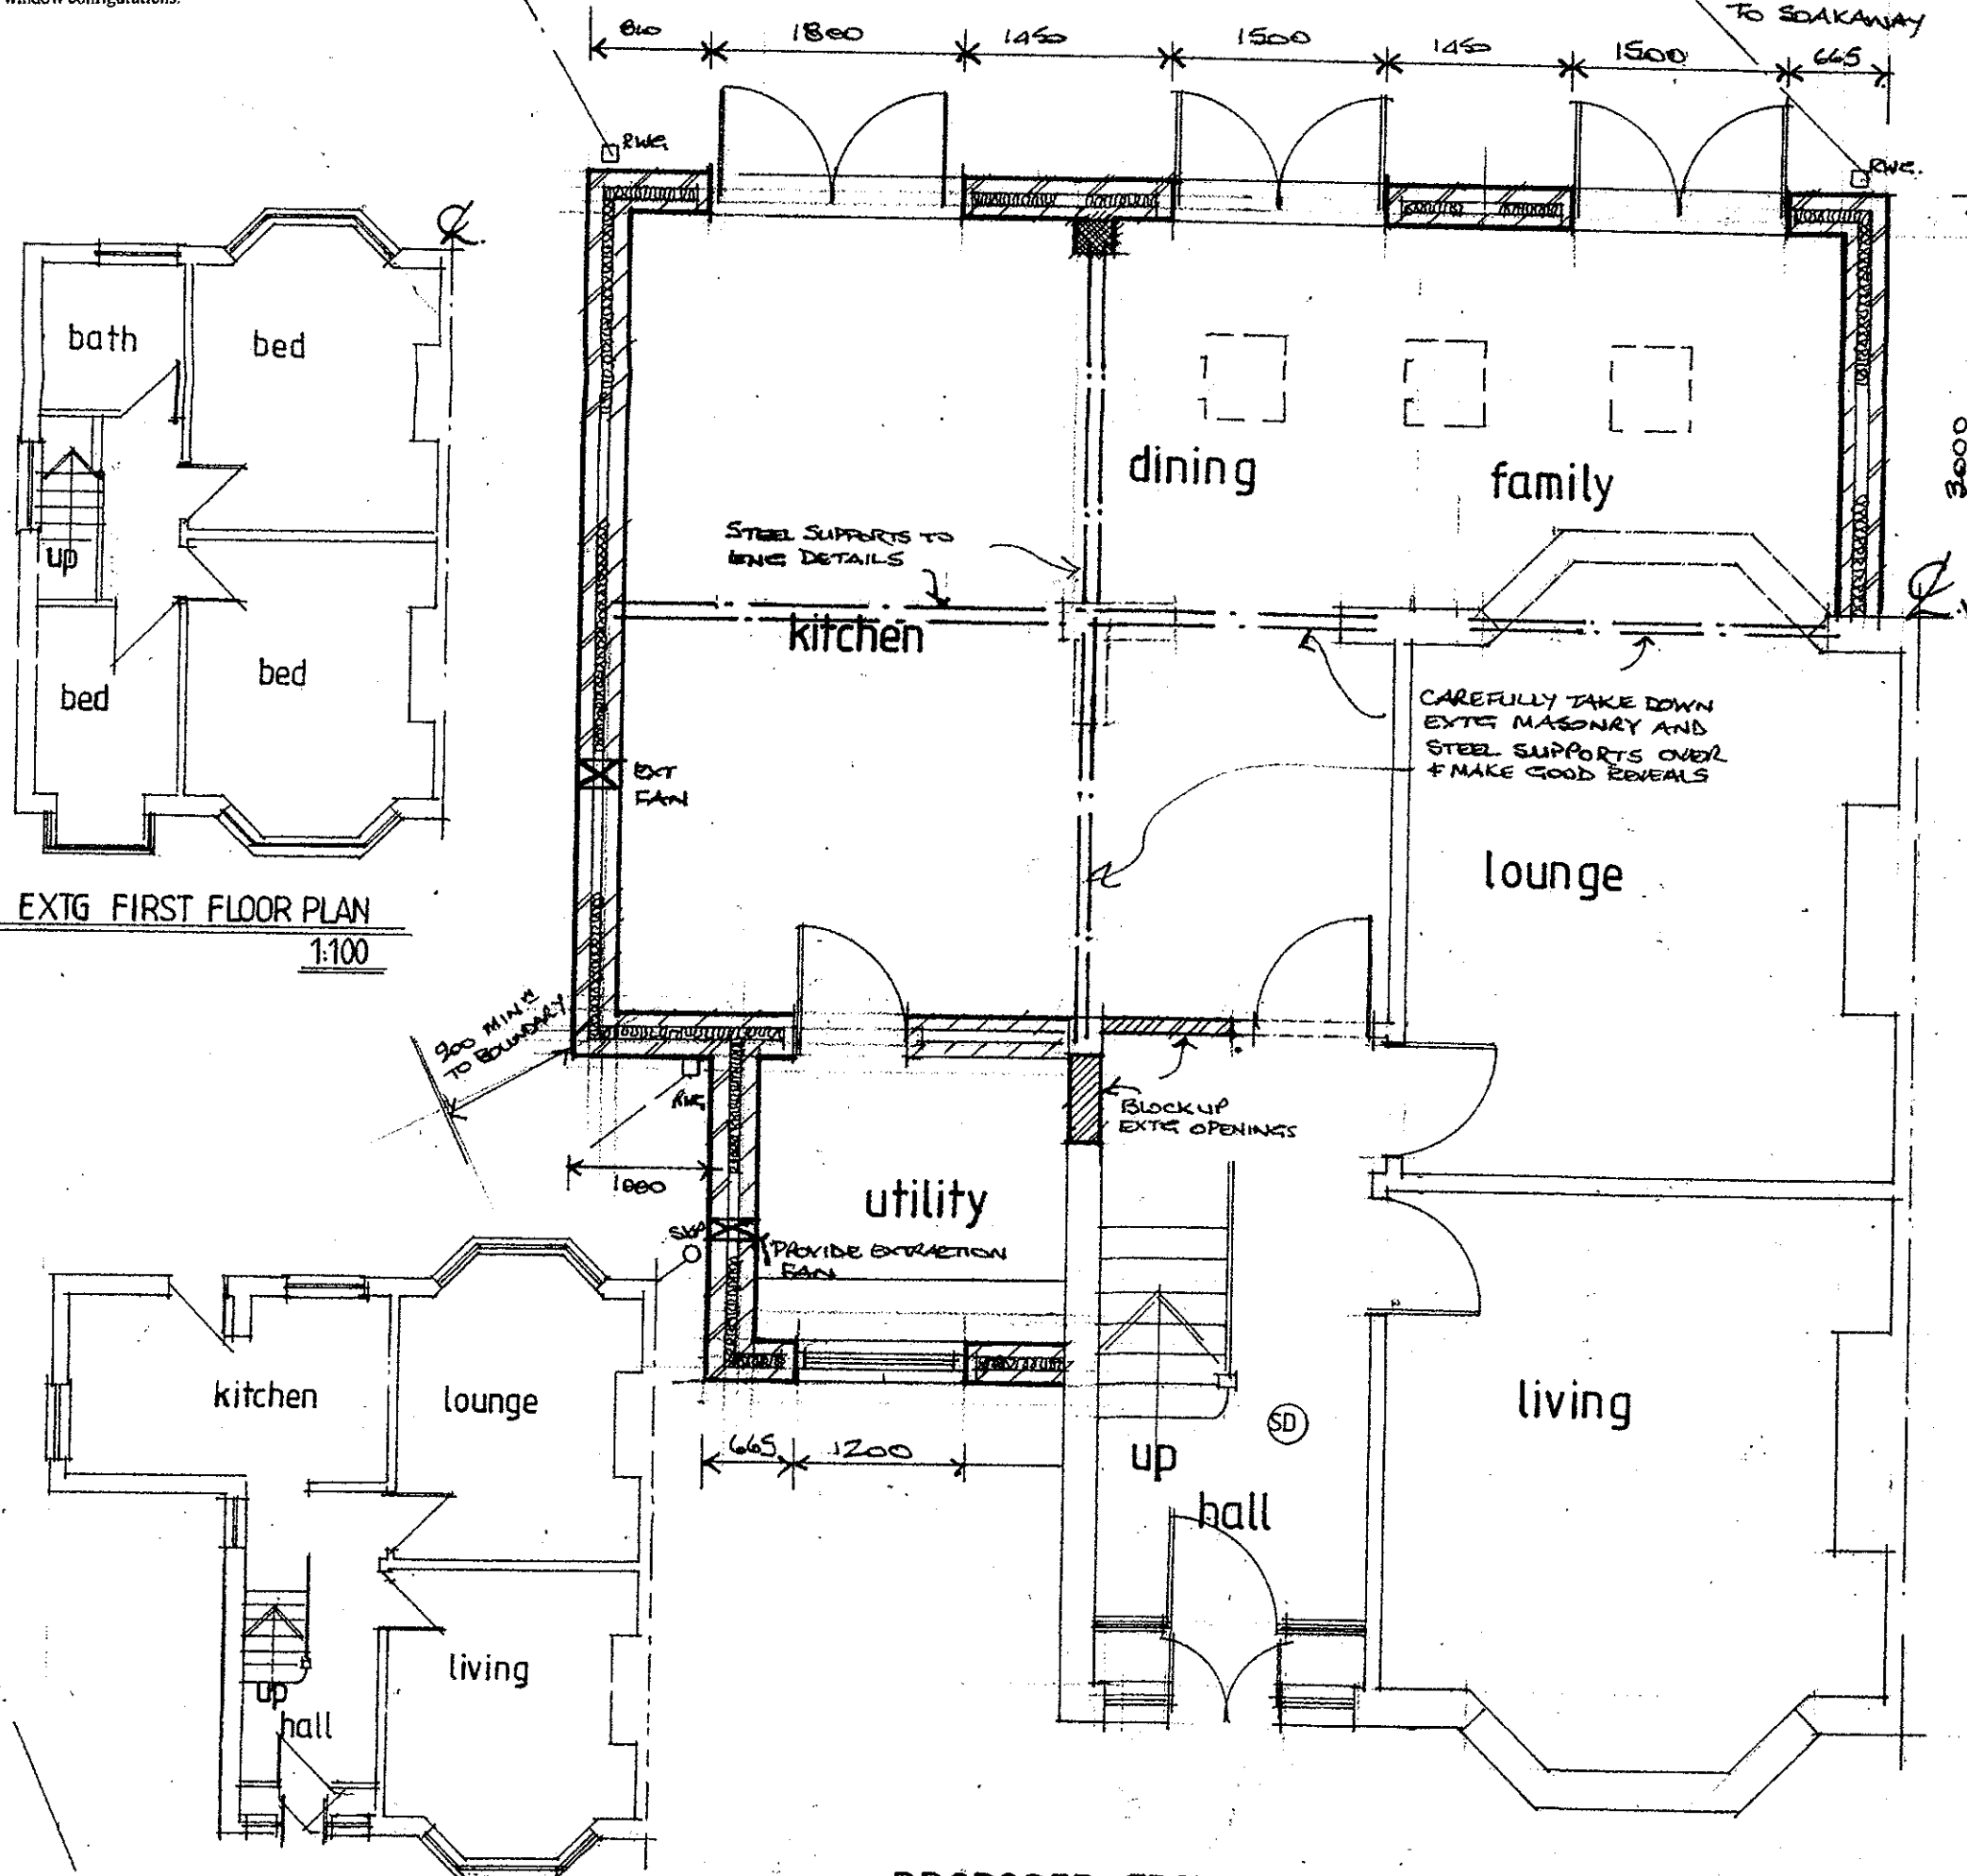 window configurations.
TO SOAKAWAY
1800
1450
1500
1450
1500
665
RWG
RWG.
℄
bath
bed
up
bed
bed
EXTG FIRST FLOOR PLAN
1:100
dining
family
3600
STEEL SUPPORTS TO
ENG DETAILS
kitchen
℄
EXT
FAN
CAREFULLY TAKE DOWN
EXTG MASONRY AND
STEEL SUPPORTS OVER
& MAKE GOOD REVEALS
lounge
900 MIN
TO BOUNDARY
RWG
BLOCK UP
EXTG OPENINGS
1000
utility
PROVIDE EXTRACTION
FAN
665
1200
up
SD
hall
living
kitchen
lounge
up
hall
living